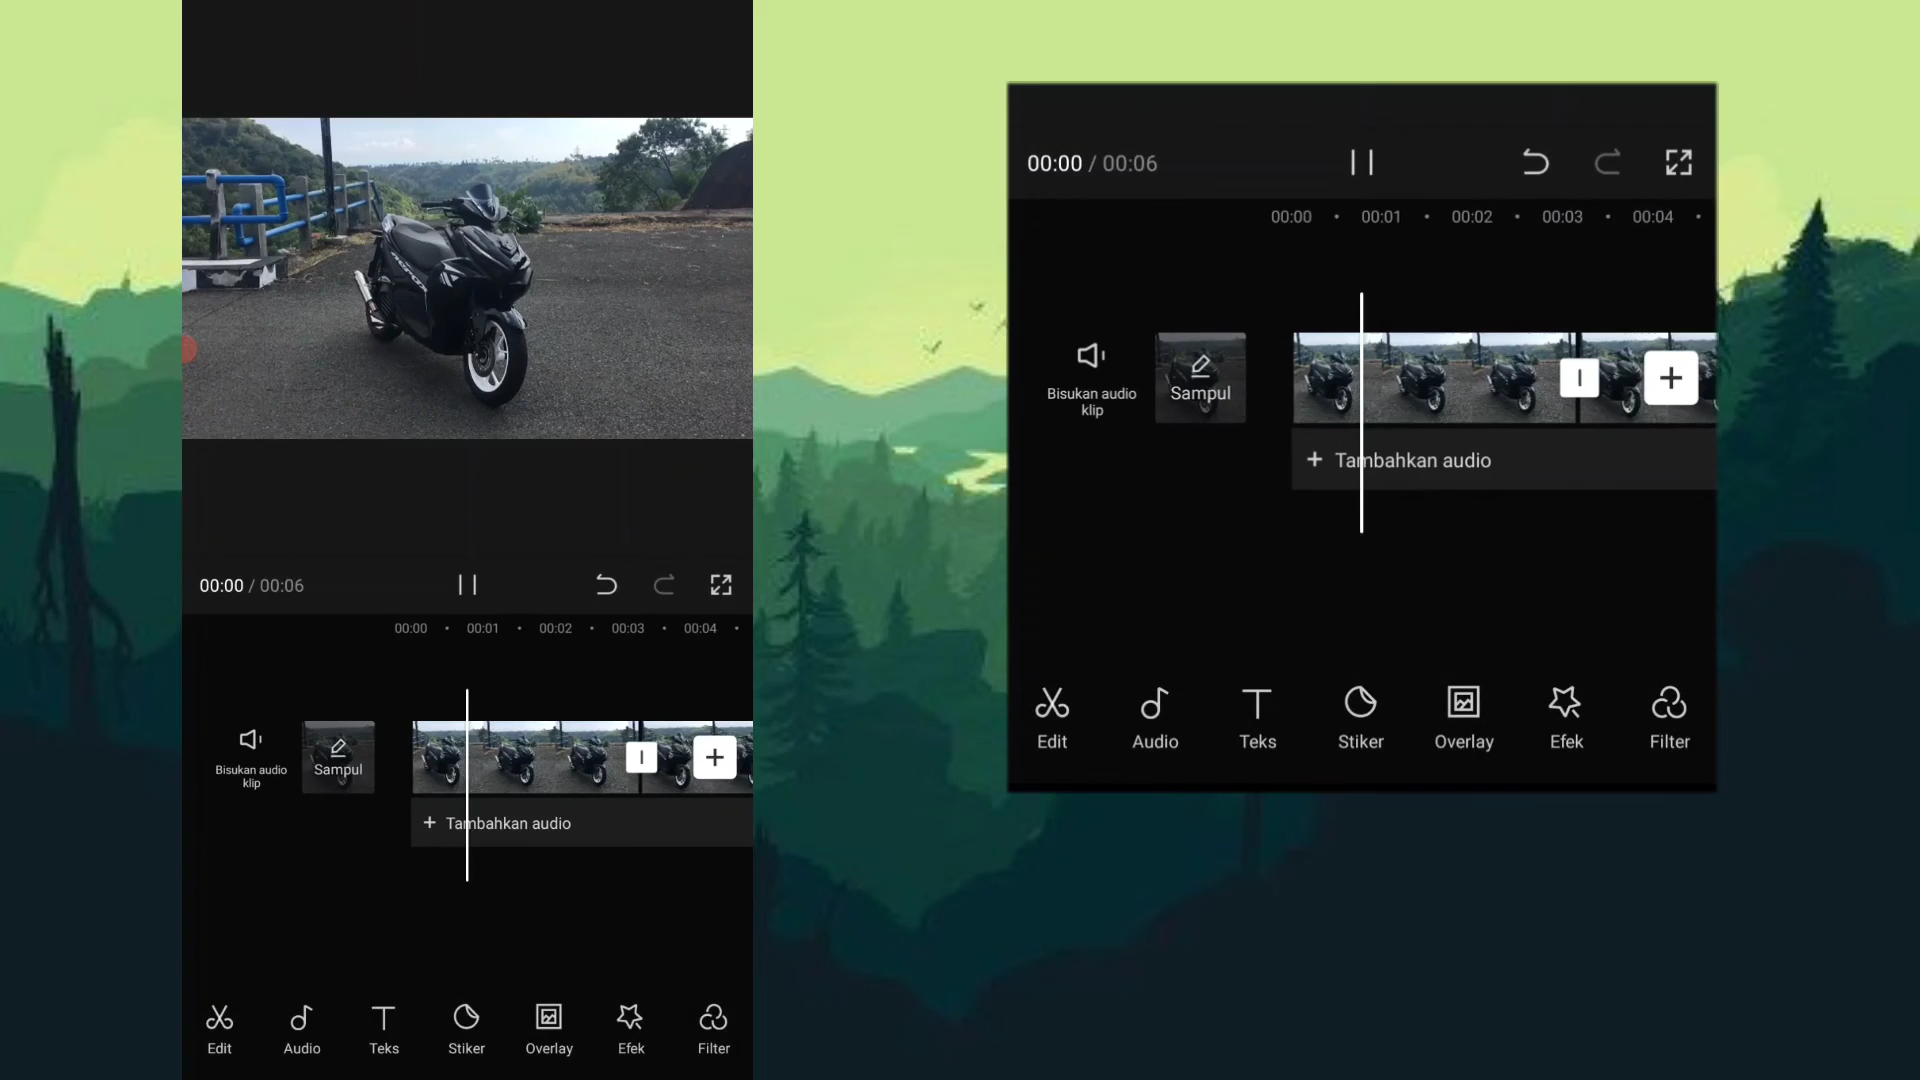 00:00 / 00:06
00:00 • 00:01 • 00:02 • 00:03 • 00:04 •
Bisukan audio
klip
Sampul
+ Tambahkan audio
Edit Audio Teks Stiker Overlay Efek Filter
00:00 / 00:06
00:00 • 00:01 • 00:02 • 00:03 • 00:04 •
Bisukan audio
klip
Sampul
+ Tambahkan audio
Edit Audio Teks Stiker Overlay Efek Filter